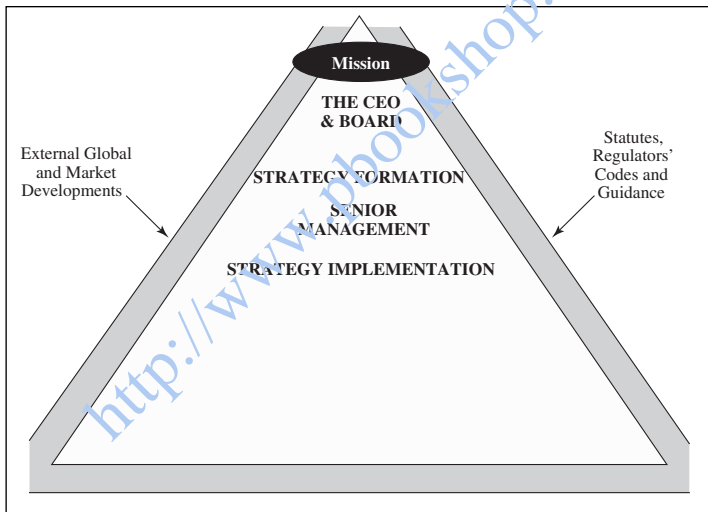 Mission
THE CEO
& BOARD
External Global
and Market
Developments
Statutes,
Regulators’
Codes and
Guidance
STRATEGY FORMATION
SENIOR
MANAGEMENT
STRATEGY IMPLEMENTATION
http://www.pbookshop.